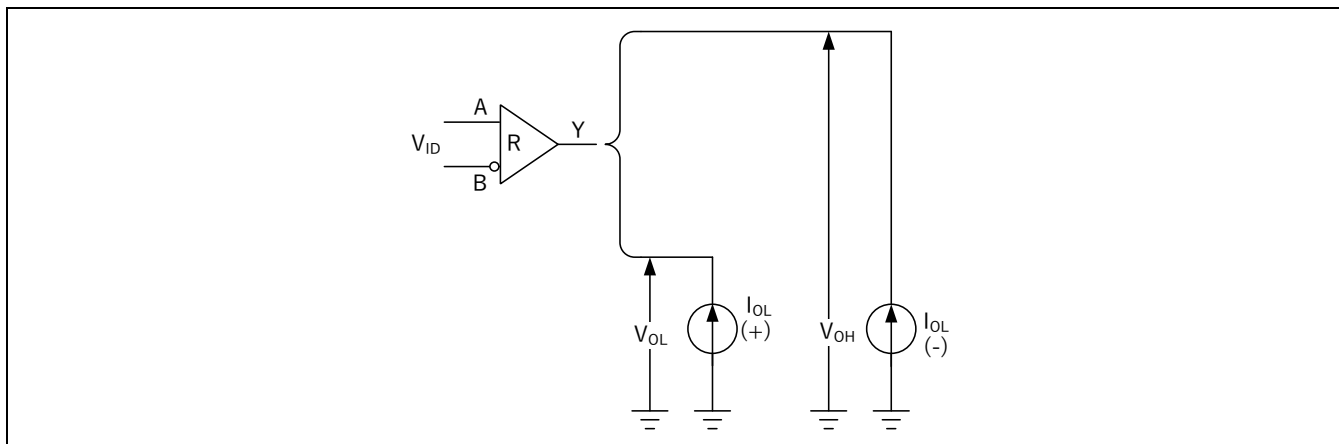 A
V_ID
R
Y
B
V_OL
I_OL
(+)
V_OH
I_OL
(-)